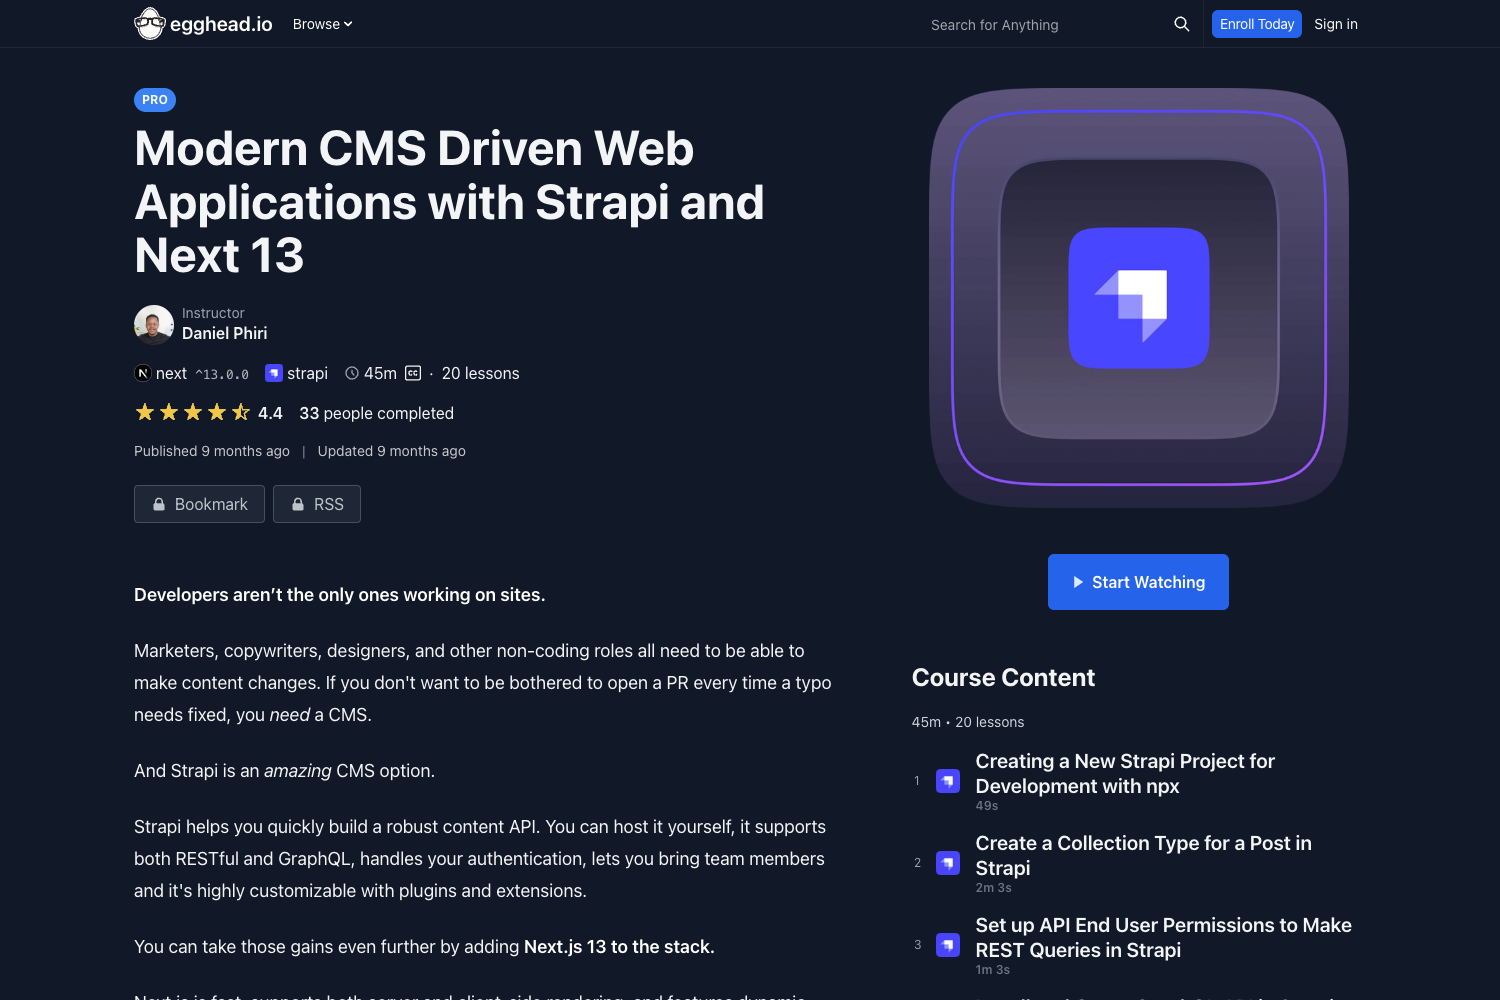 egghead.io
Browse
Search for Anything
Enroll Today
Sign in
PRO
Modern CMS Driven Web
Applications with Strapi and
Next 13
Instructor
Daniel Phiri
next ^13.0.0 strapi 45m CC · 20 lessons
4.4 33 people completed
Published 9 months ago | Updated 9 months ago
Bookmark
RSS
Developers aren’t the only ones working on sites.
Marketers, copywriters, designers, and other non-coding roles all need to be able to
make content changes. If you don't want to be bothered to open a PR every time a typo
needs fixed, you need a CMS.
And Strapi is an amazing CMS option.
Strapi helps you quickly build a robust content API. You can host it yourself, it supports
both RESTful and GraphQL, handles your authentication, lets you bring team members
and it's highly customizable with plugins and extensions.
You can take those gains even further by adding Next.js 13 to the stack.
Start Watching
Course Content
45m • 20 lessons
1
Creating a New Strapi Project for
Development with npx
49s
2
Create a Collection Type for a Post in
Strapi
2m 3s
3
Set up API End User Permissions to Make
REST Queries in Strapi
1m 3s